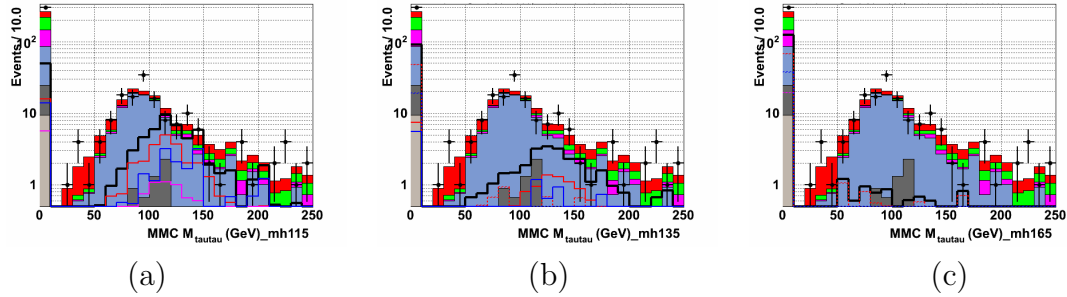 Events / 10.0
10²
10
1
0 50 100 150 200 250
MMC M_tautau (GeV)_mh115
(a)
Events / 10.0
10²
10
1
0 50 100 150 200 250
MMC M_tautau (GeV)_mh135
(b)
Events / 10.0
10²
10
1
0 50 100 150 200 250
MMC M_tautau (GeV)_mh165
(c)